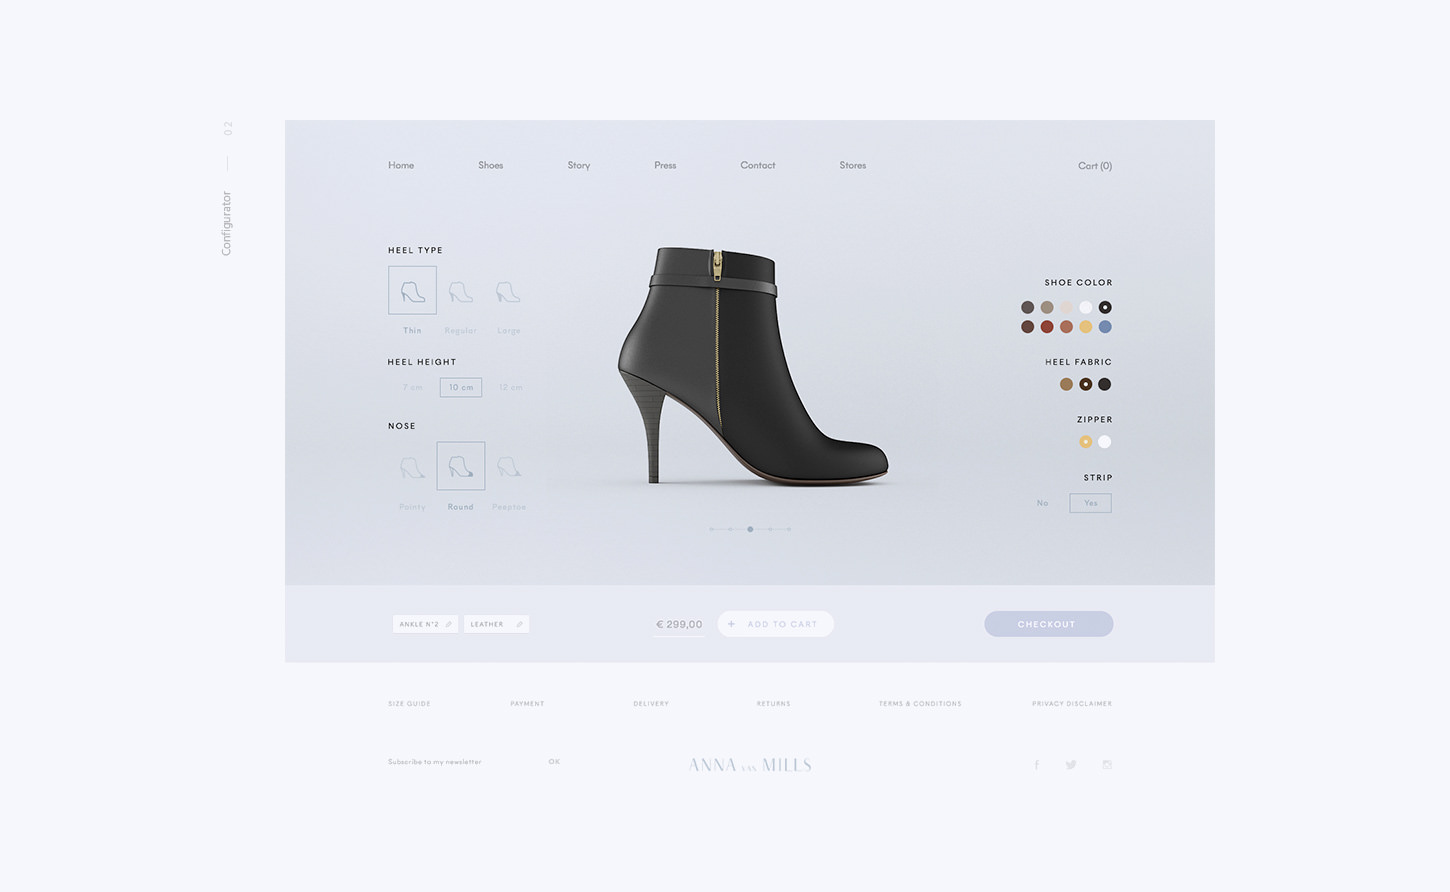 02
Configurator
Home Shoes Story Press Contact Stores Cart (0)
HEEL TYPE
Thin Regular Large
HEEL HEIGHT
7 cm 10 cm 12 cm
NOSE
Pointy Round Peeptoe
SHOE COLOR
HEEL FABRIC
ZIPPER
STRIP
No Yes
ANKLE N°2 LEATHER € 299,00 + ADD TO CART CHECKOUT
SIZE GUIDE PAYMENT DELIVERY RETURNS TERMS & CONDITIONS PRIVACY DISCLAIMER
Subscribe to my newsletter OK ANNA VAN MILLS